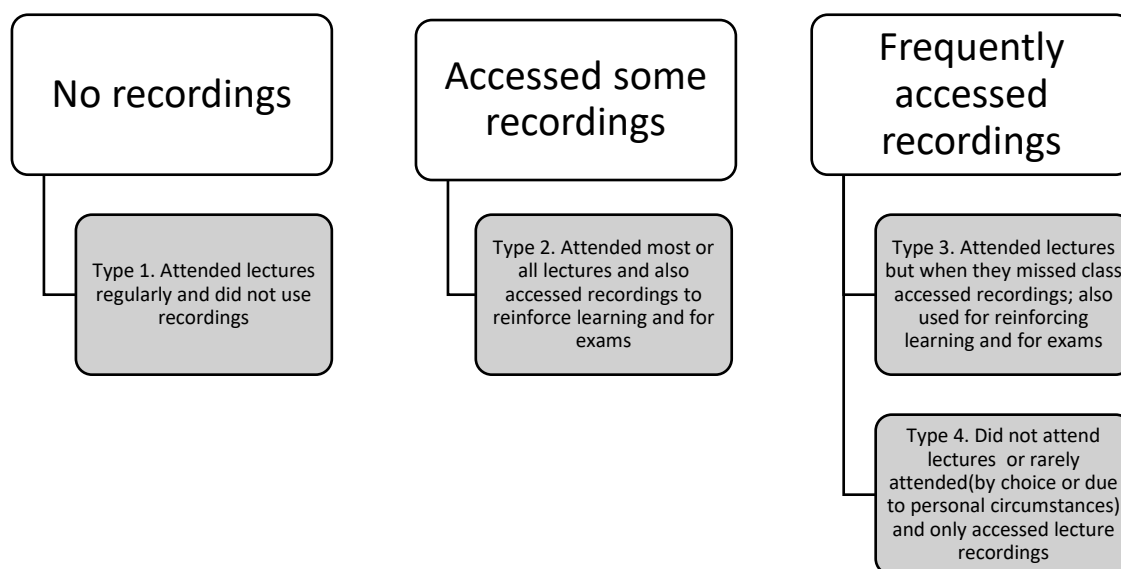 No recordings
Type 1. Attended lectures
regularly and did not use
recordings
Accessed some
recordings
Type 2. Attended most or
all lectures and also
accessed recordings to
reinforce learning and for
exams
Frequently
accessed
recordings
Type 3. Attended lectures
but when they missed class
accessed recordings; also
used for reinforcing
learning and for exams
Type 4. Did not attend
lectures or rarely
attended(by choice or due
to personal circumstances)
and only accessed lecture
recordings